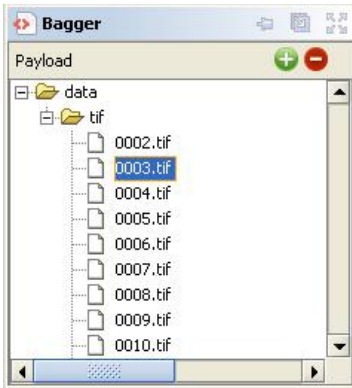 Bagger
Payload
data
tif
0002.tif
0003.tif
0004.tif
0005.tif
0006.tif
0007.tif
0008.tif
0009.tif
0010.tif